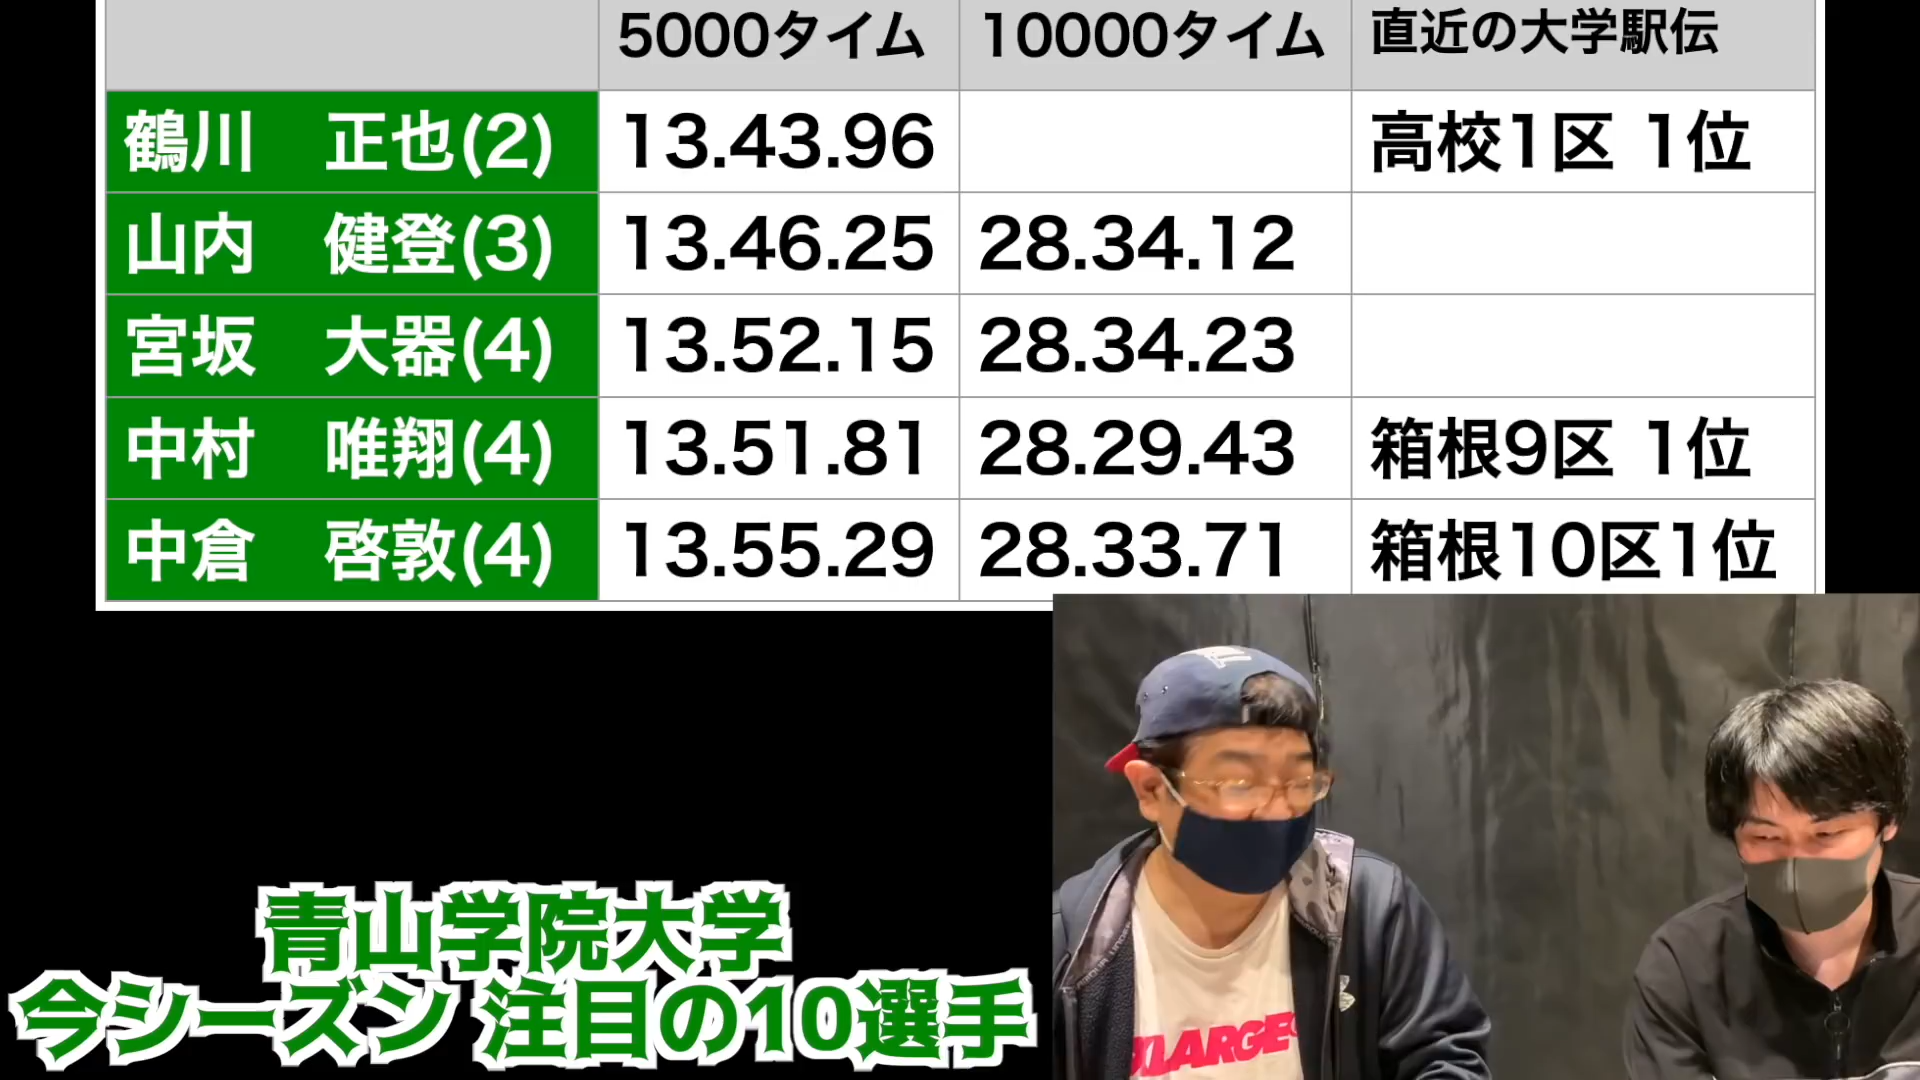 5000タイム 10000タイム 直近の大学駅伝
鶴川 正也(2) 13.43.96 高校1区 1位
山内 健登(3) 13.46.25 28.34.12
宮坂 大器(4) 13.52.15 28.34.23
中村 唯翔(4) 13.51.81 28.29.43 箱根9区 1位
中倉 啓敦(4) 13.55.29 28.33.71 箱根10区1位
青山学院大学
今シーズン 注目の10選手
XLARGE